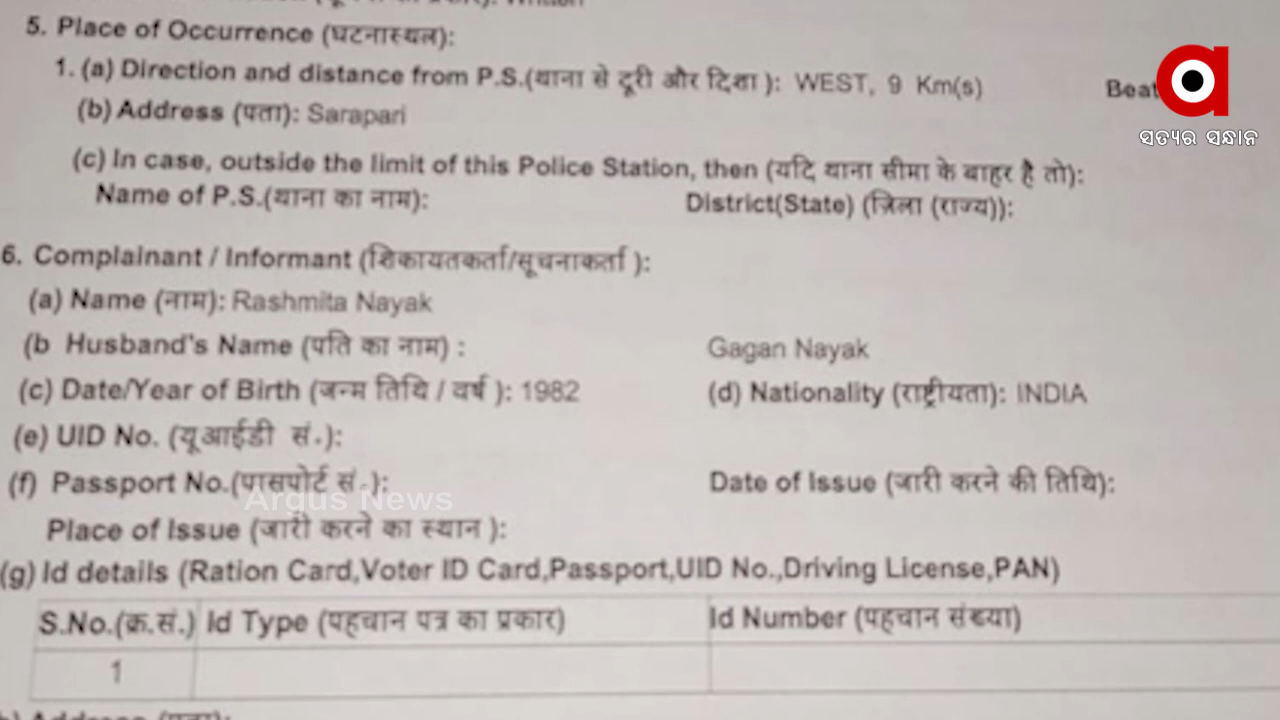 Written
5. Place of Occurrence (घटनास्थल):
1. (a) Direction and distance from P.S.(थाना से दूरी और दिशा ): WEST, 9 Km(s) Beat
(b) Address (पता): Sarapari
ସତ୍ୟର ସନ୍ଧାନ
(c) In case, outside the limit of this Police Station, then (यदि थाना सीमा के बाहर है तो):
Name of P.S.(थाना का नाम): District(State) (ज़िला (राज्य)):
6. Complainant / Informant (शिकायतकर्ता/सूचनाकर्ता ):
(a) Name (नाम): Rashmita Nayak
(b Husband's Name (पति का नाम) : Gagan Nayak
(c) Date/Year of Birth (जन्म तिथि / वर्ष ): 1982 (d) Nationality (राष्ट्रीयता): INDIA
(e) UID No. (यूआईडी सं.):
(f) Passport No.(पासपोर्ट सं.): Date of Issue (जारी करने की तिथि):
Argus News
Place of Issue (जारी करने का स्थान ):
(g) Id details (Ration Card,Voter ID Card,Passport,UID No.,Driving License,PAN)
S.No.(क्र.सं.) Id Type (पहचान पत्र का प्रकार) Id Number (पहचान संख्या)
1
Address (पता):